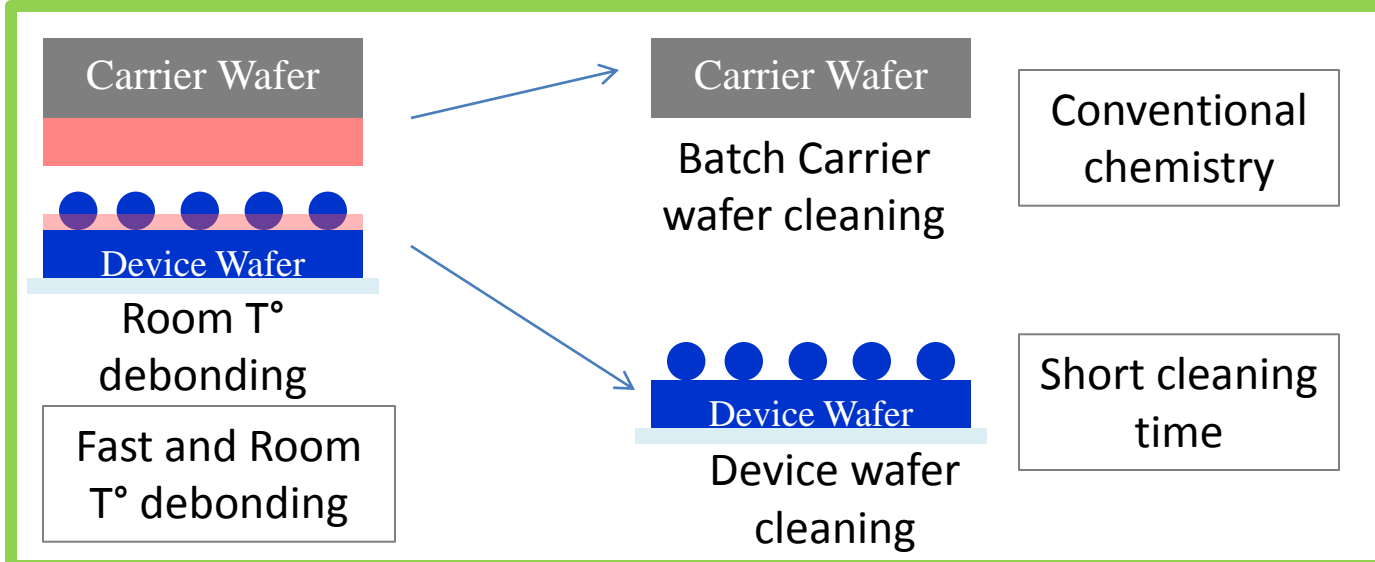 Carrier Wafer
Device Wafer
Room T°
debonding
Fast and Room
T° debonding
Carrier Wafer
Batch Carrier
wafer cleaning
Conventional
chemistry
Device Wafer
Device wafer
cleaning
Short cleaning
time